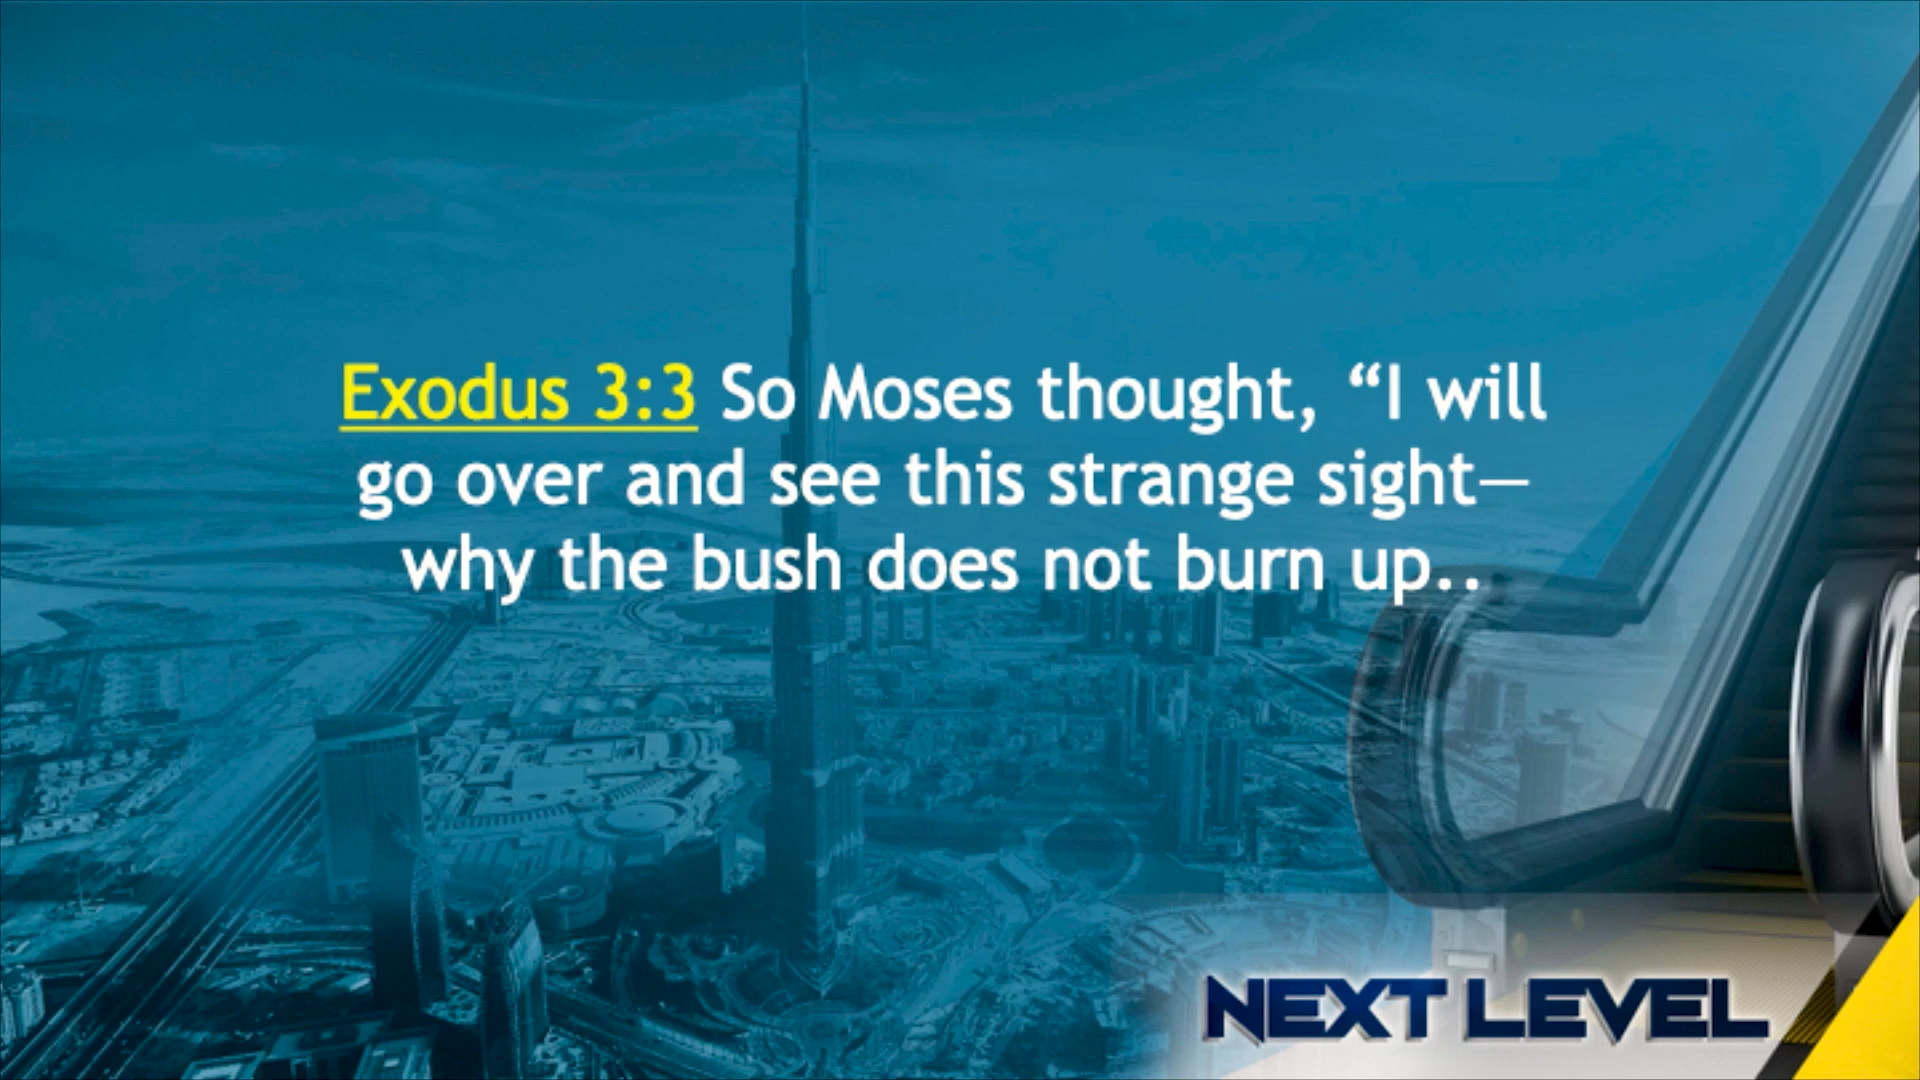 Exodus 3:3 So Moses thought, “I will
go over and see this strange sight—
why the bush does not burn up..
NEXT LEVEL